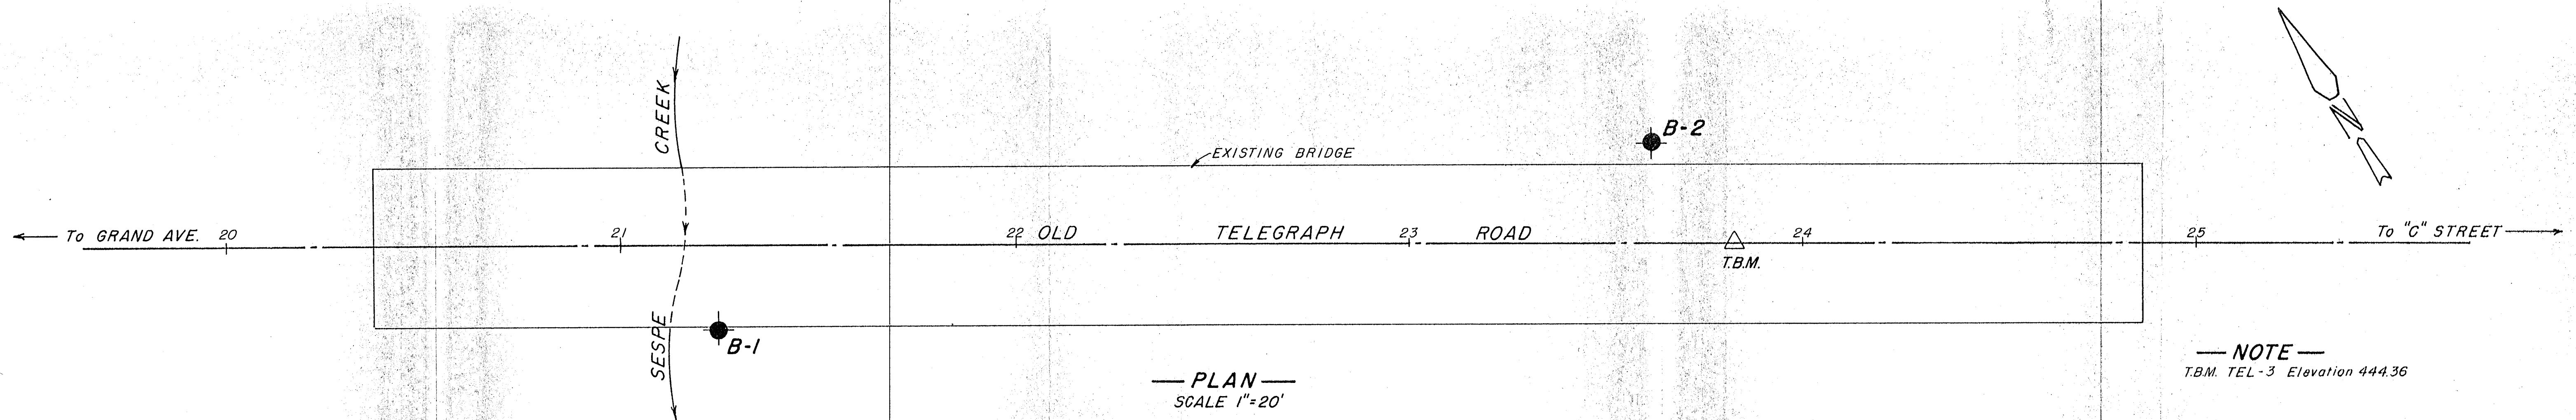 CREEK
B-2
EXISTING BRIDGE
N
To GRAND AVE. 20 21 22 OLD TELEGRAPH 23 ROAD 24 25 To "C" STREET
T.B.M.
SESPE
B-1
— NOTE —
T.B.M. TEL-3 Elevation 444.36
— PLAN —
SCALE 1"=20'